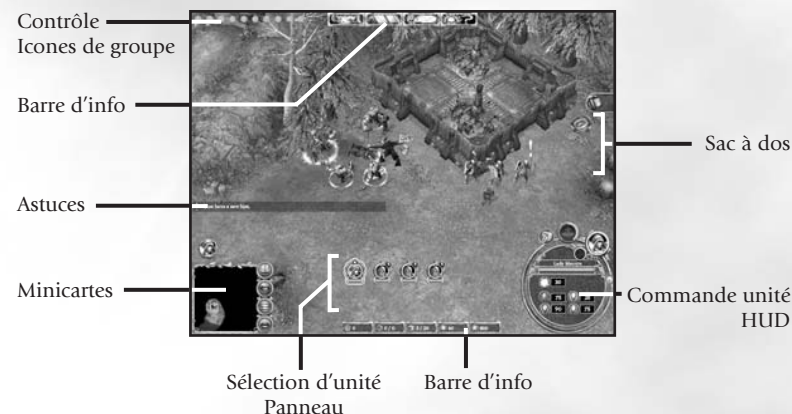 Contrôle
Icones de groupe
Barre d'info
Sac à dos
Astuces
Minicartes
Commande unité
HUD
Sélection d'unité
Panneau
Barre d'info